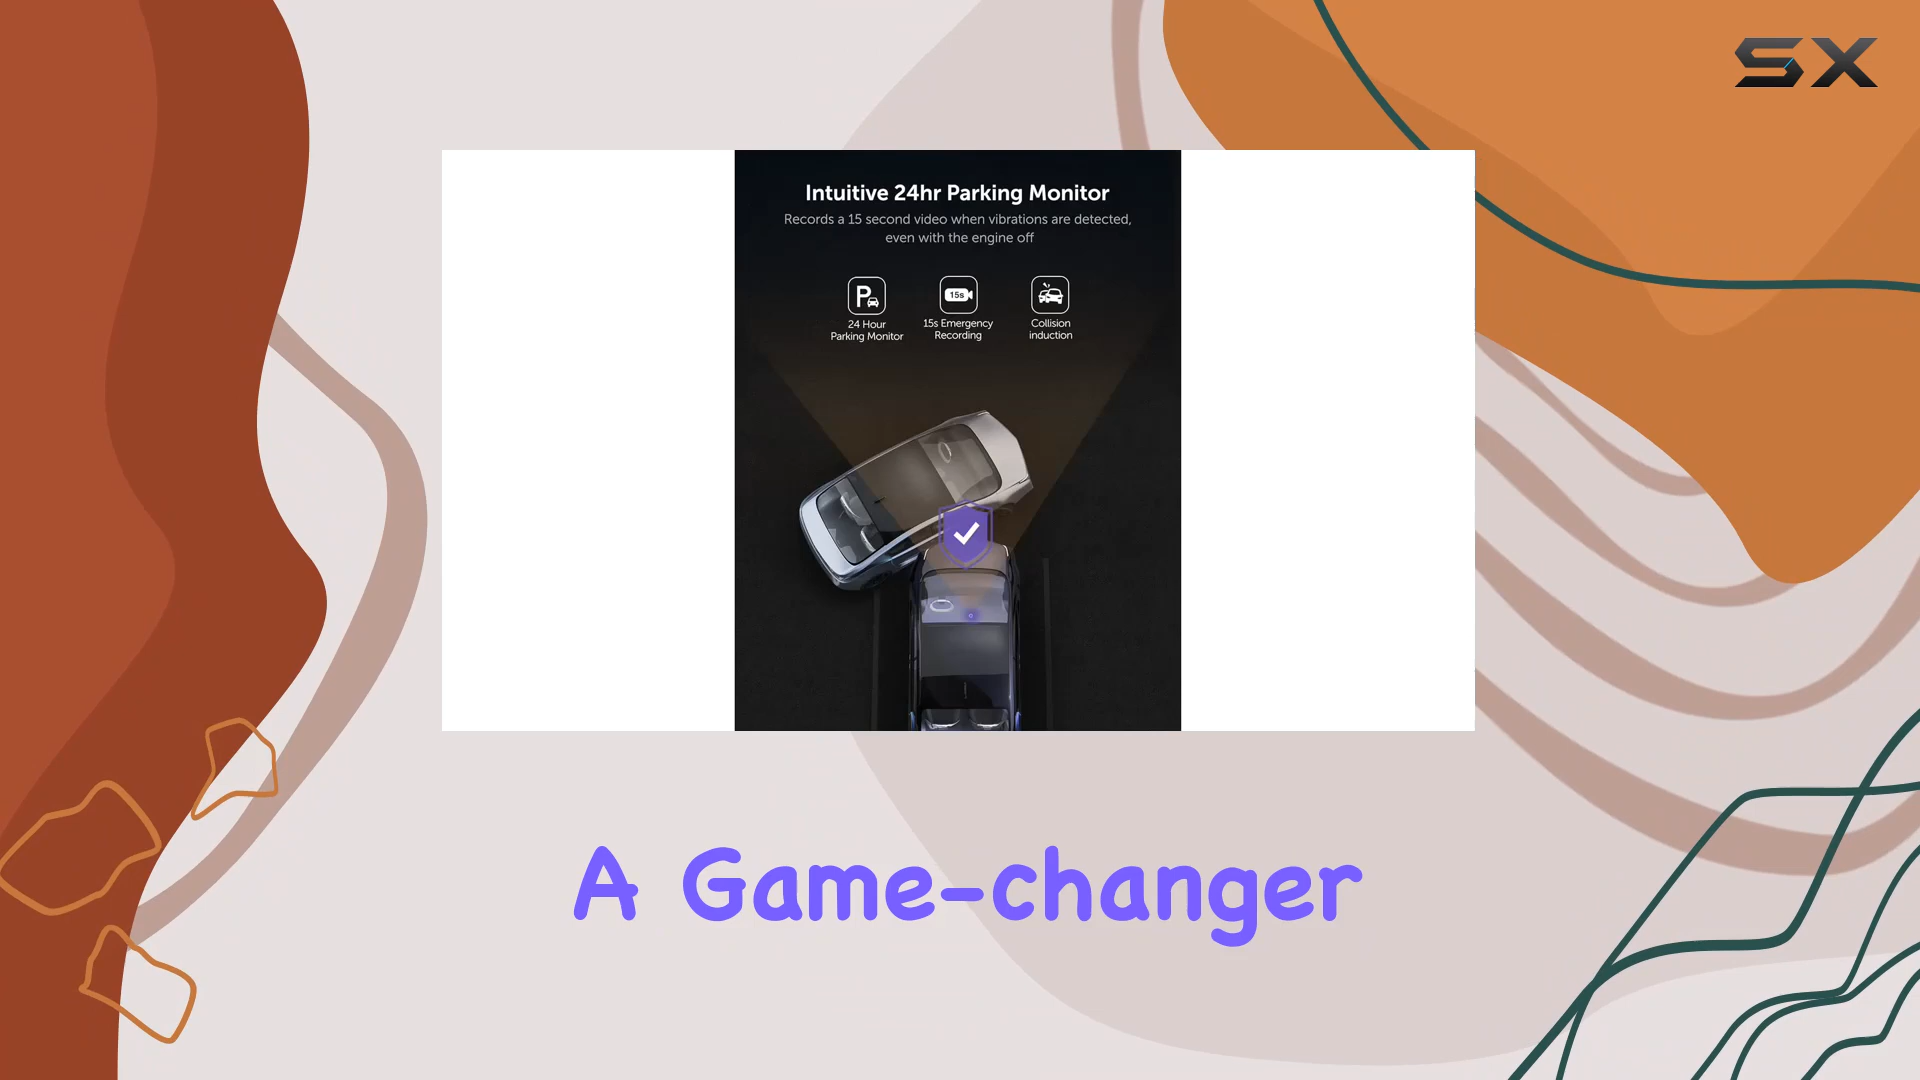 SX
Intuitive 24hr Parking Monitor
Records a 15 second video when vibrations are detected,
even with the engine off
P
15s
24 Hour
Parking Monitor
15s Emergency
Recording
Collision
induction
A Game-changer